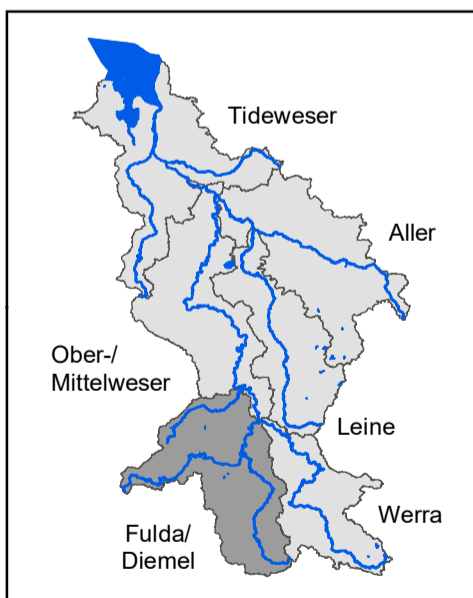 Tideweser
Aller
Ober-/
Mittelweser
Leine
Werra
Fulda/
Diemel